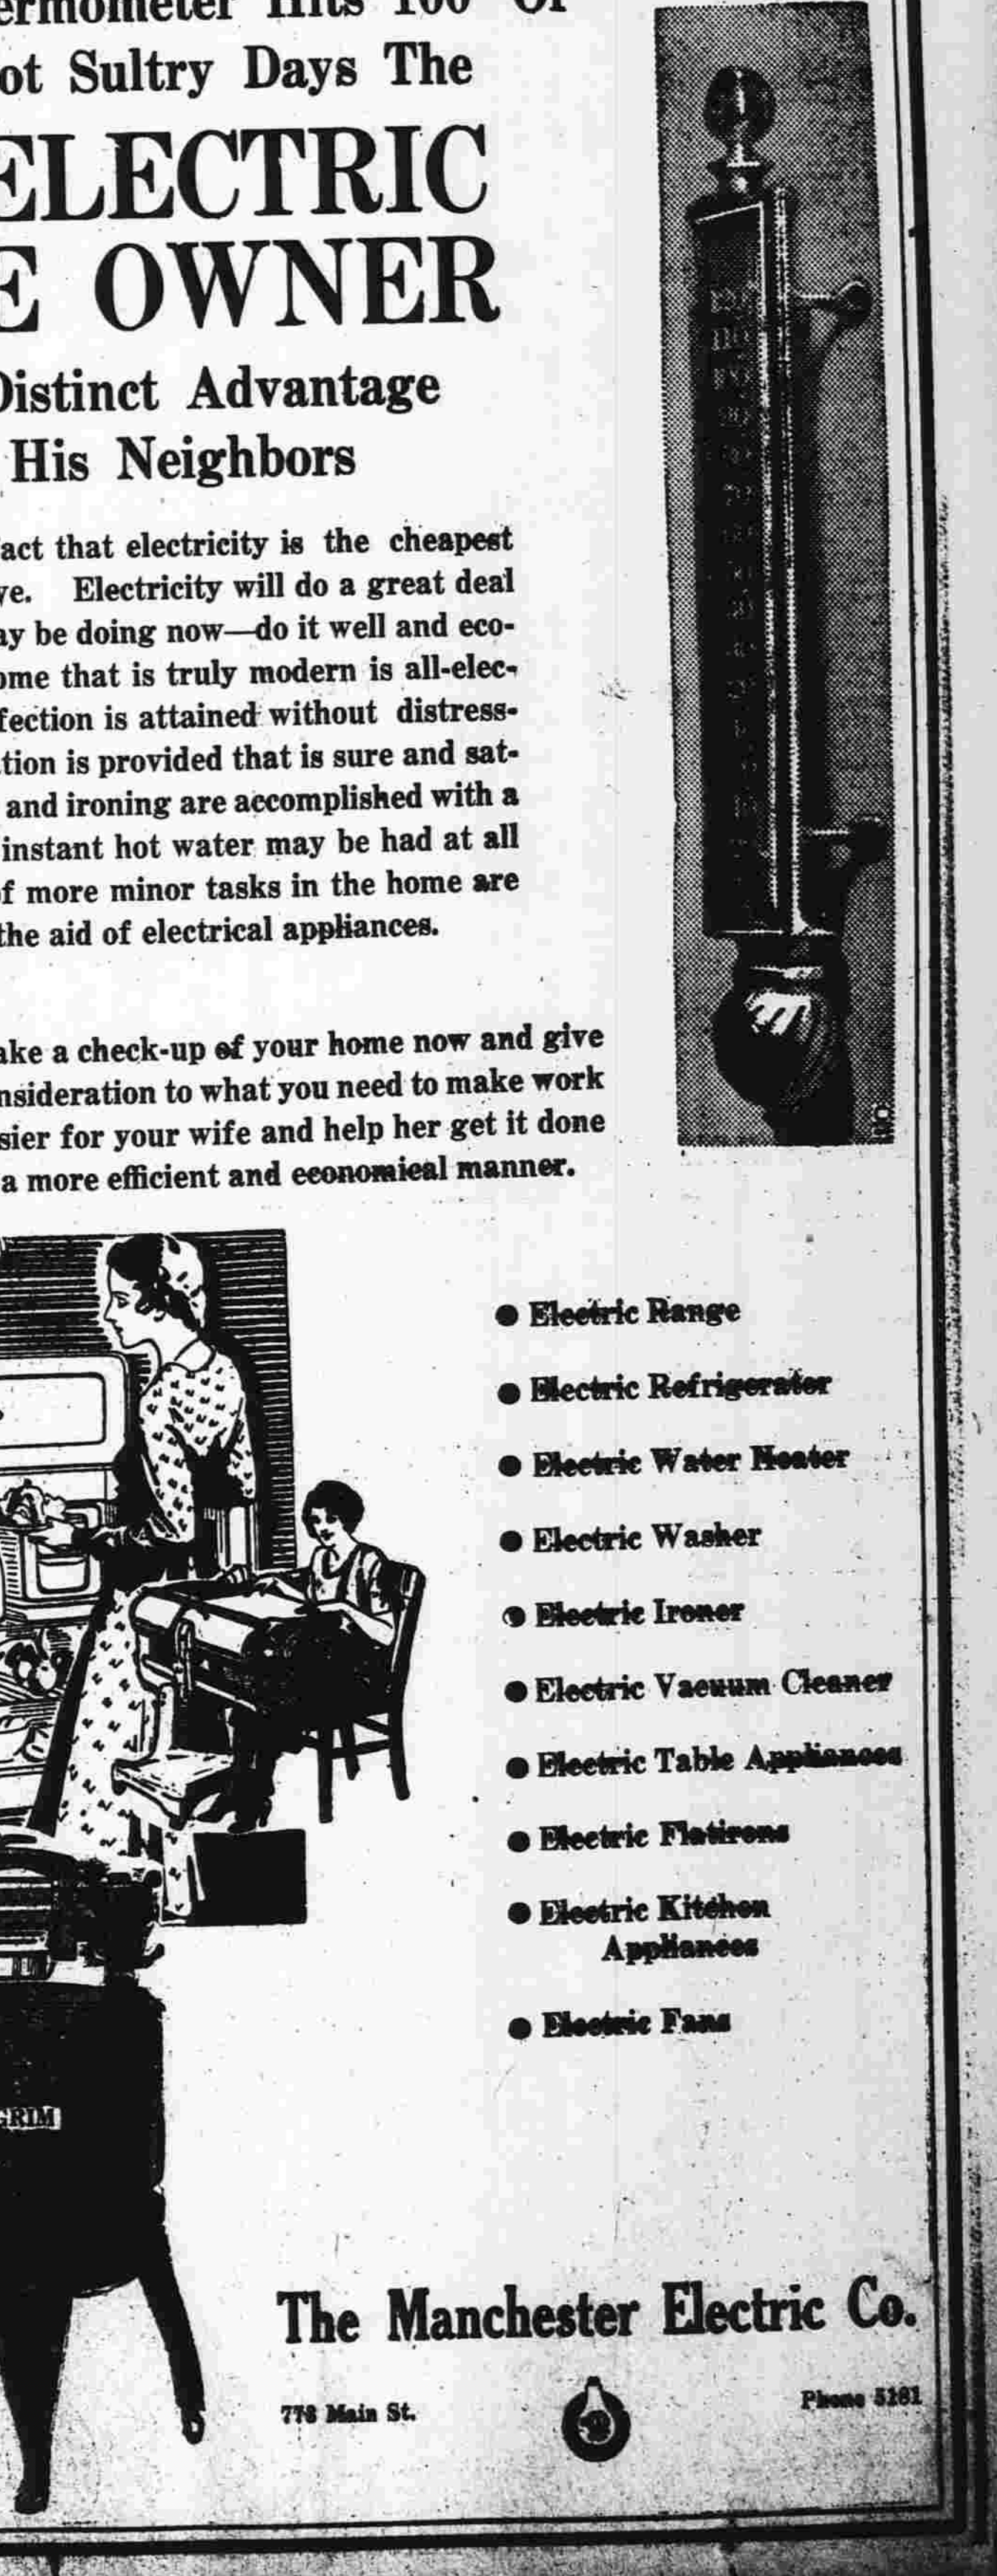 ermometer Hits 100 Or
ot Sultry Days The
ELECTRIC
E OWNER
Distinct Advantage
His Neighbors
act that electricity is the cheapest
ve. Electricity will do a great deal
ay be doing now—do it well and eco-
ome that is truly modern is all-elec-
fection is attained without distress-
tion is provided that is sure and sat-
and ironing are accomplished with a
instant hot water may be had at all
f more minor tasks in the home are
the aid of electrical appliances.
ake a check-up of your home now and give
nsideration to what you need to make work
sier for your wife and help her get it done
a more efficient and economical manner.
● Electric Range
● Electric Refrigerator
● Electric Water Heater
● Electric Washer
● Electric Ironer
● Electric Vacuum Cleaner
● Electric Table Appliances
● Electric Flatirons
● Electric Kitchen
Appliances
● Electric Fans
GRIM
The Manchester Electric Co.
773 Main St.
Phone 5181